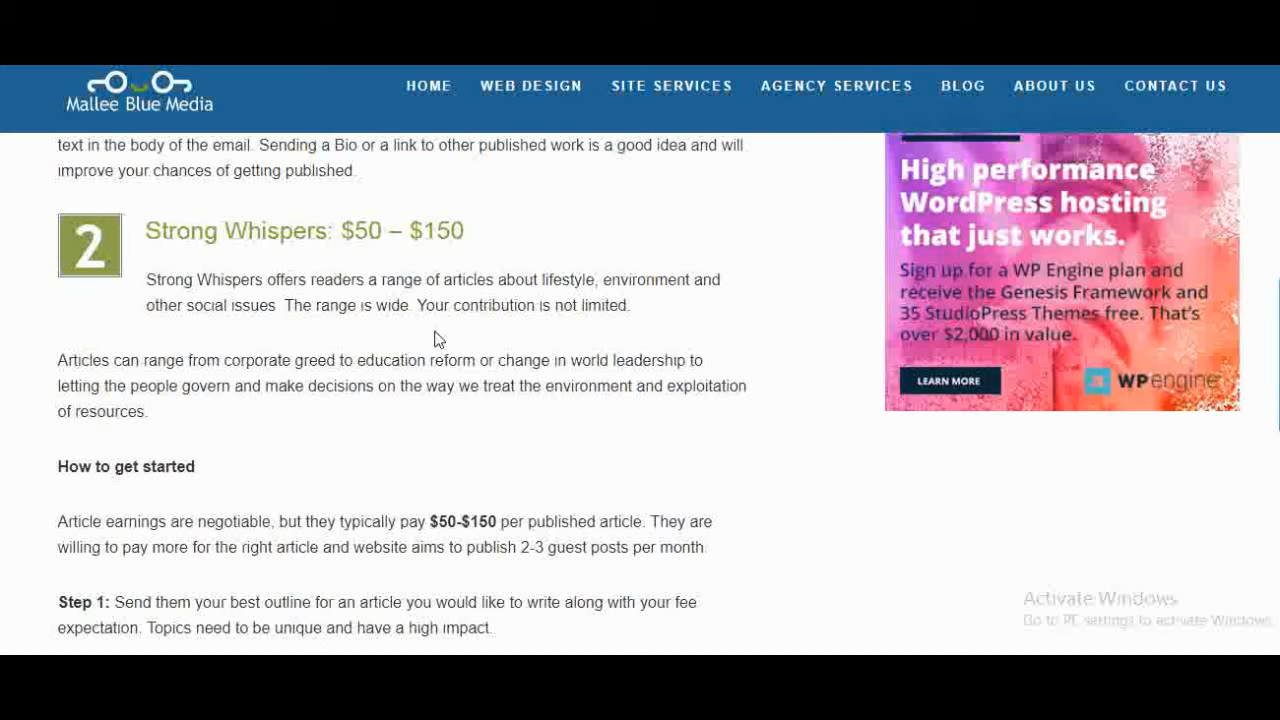 Mallee Blue Media
HOME WEB DESIGN SITE SERVICES AGENCY SERVICES BLOG ABOUT US CONTACT US
text in the body of the email. Sending a Bio or a link to other published work is a good idea and will
improve your chances of getting published.
2
Strong Whispers: $50 – $150
Strong Whispers offers readers a range of articles about lifestyle, environment and
other social issues. The range is wide. Your contribution is not limited.
Articles can range from corporate greed to education reform or change in world leadership to
letting the people govern and make decisions on the way we treat the environment and exploitation
of resources.
How to get started
Article earnings are negotiable, but they typically pay $50-$150 per published article. They are
willing to pay more for the right article and website aims to publish 2-3 guest posts per month.
Step 1: Send them your best outline for an article you would like to write along with your fee
expectation. Topics need to be unique and have a high impact.
High performance
WordPress hosting
that just works.
Sign up for a WP Engine plan and
receive the Genesis Framework and
35 StudioPress Themes free. That's
over $2,000 in value.
LEARN MORE
WPengine
Activate Windows
Go to PC settings to activate Windows.